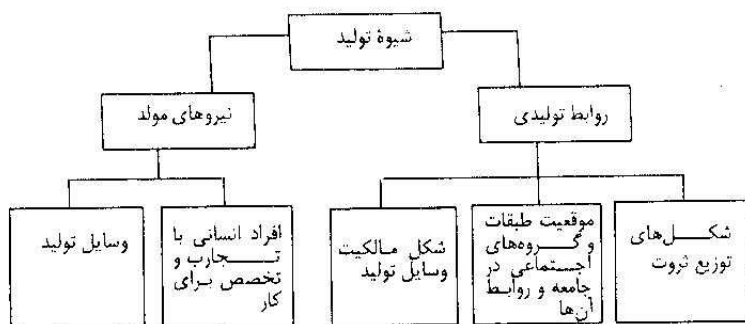 شیوهٔ تولید
روابط تولیدی
نیروهای مولد
شکل‌های
توزیع ثروت
موقعیت طبقات
و گروه‌های
اجتماعی در
جامعه و روابط
آن‌ها
شکل مالکیت
وسایل تولید
افراد انسانی با
تجارب و
تخصص برای
کار
وسایل تولید